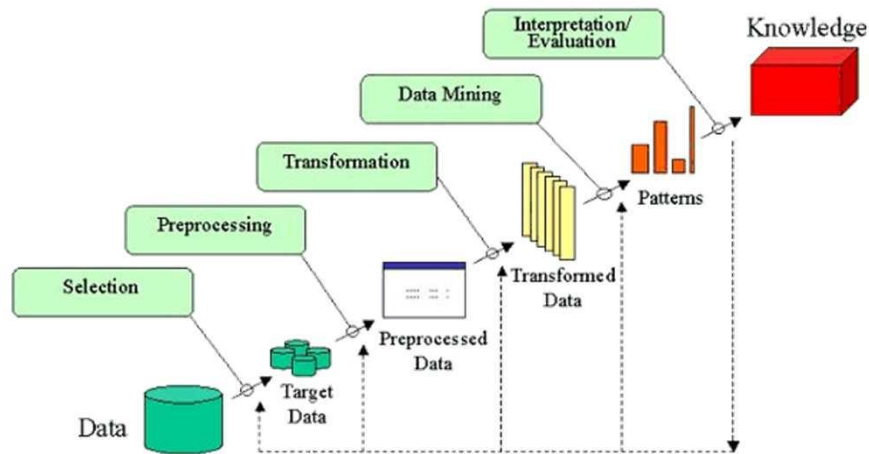 Interpretation/
Evaluation
Knowledge
Data Mining
Transformation
Patterns
Preprocessing
Transformed
Data
Selection
Preprocessed
Data
Target
Data
Data